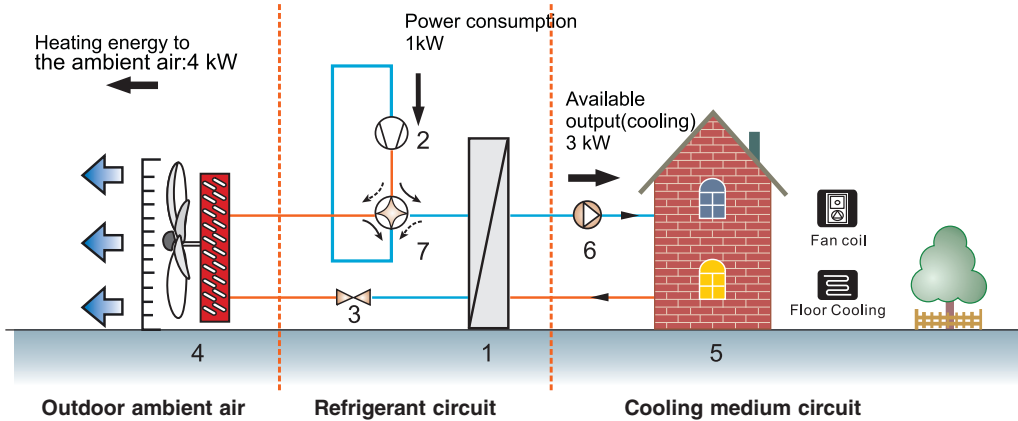 Power consumption
1kW
Heating energy to
the ambient air:4 kW
Available
output(cooling)
3 kW
2
7
6
3
Fan coil
Floor Cooling
4
1
5
Outdoor ambient air
Refrigerant circuit
Cooling medium circuit